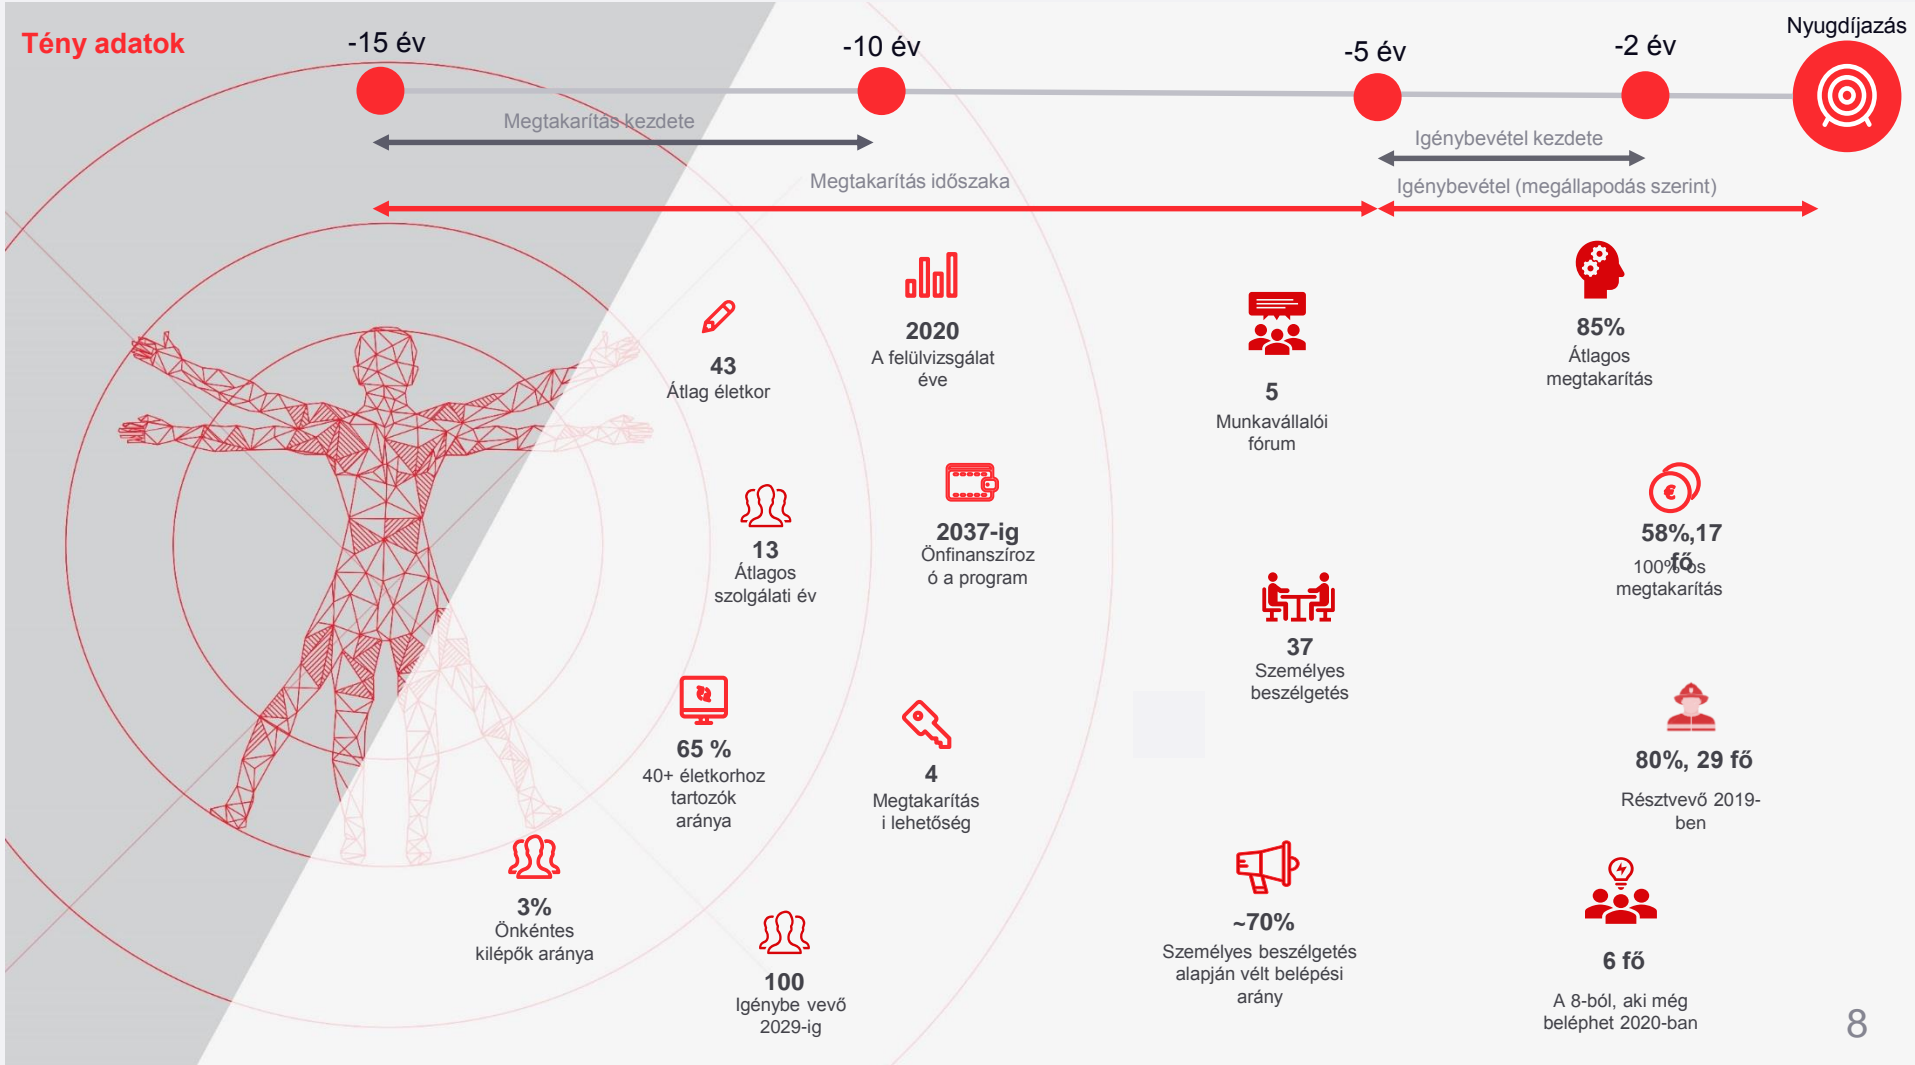 Tény adatok
-15 év
-10 év
-5 év
-2 év
Nyugdíjazás
Megtakarítás kezdete
Igénybevétel kezdete
Megtakarítás időszaka
Igénybevétel (megállapodás szerint)
43
Átlag életkor
2020
A felülvizsgálat
éve
5
Munkavállalói
fórum
85%
Átlagos
megtakarítás
13
Átlagos
szolgálati év
2037-ig
Önfinanszíroz
ó a program
37
Személyes
beszélgetés
58%,17
fő
100%-os
megtakarítás
65 %
40+ életkorhoz
tartozók
aránya
4
Megtakarítás
i lehetőség
80%, 29 fő
Résztvevő 2019-
ben
3%
Önkéntes
kilépők aránya
100
Igénybe vevő
2029-ig
~70%
Személyes beszélgetés
alapján vélt belépési
arány
6 fő
A 8-ból, aki még
beléphet 2020-ban
8